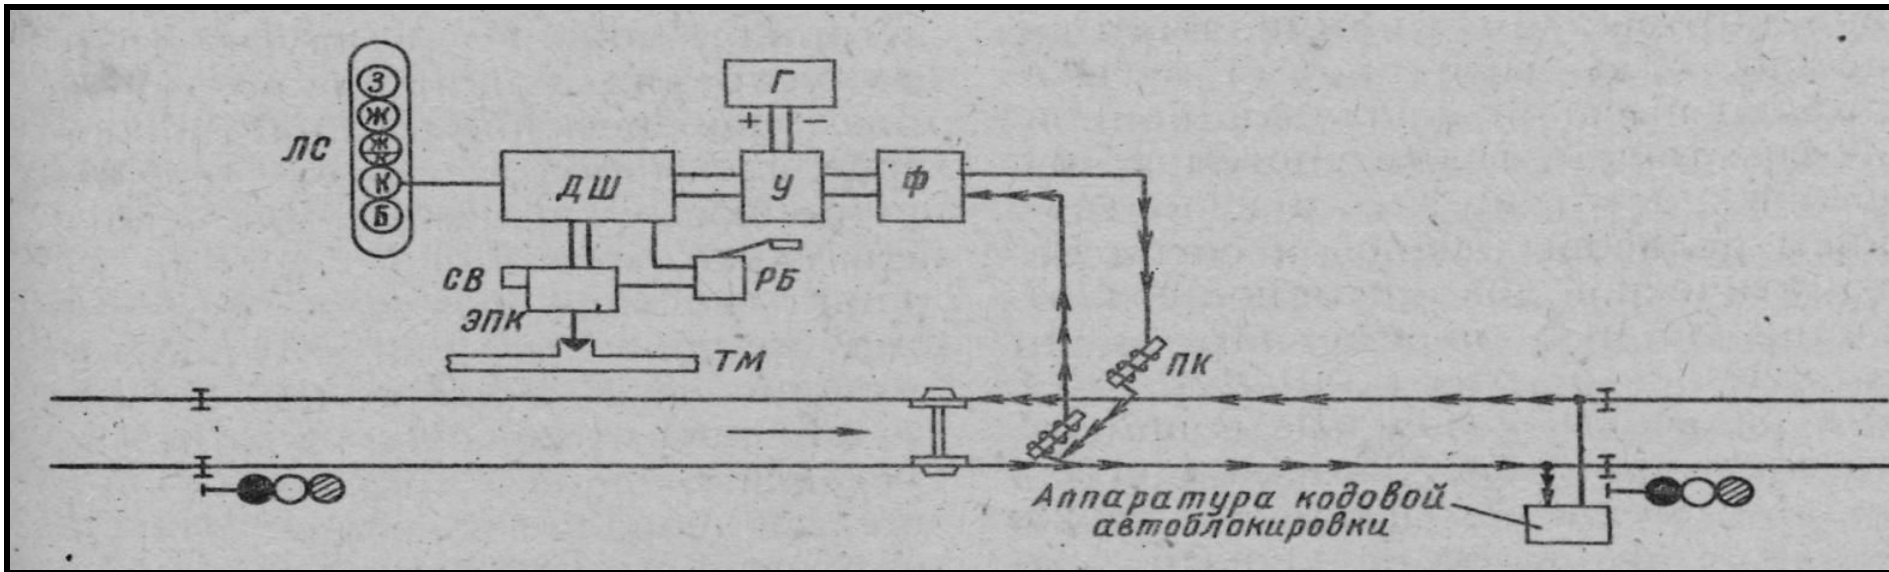 З
Ж
Ж
К
К
Б
ЛС
Г
+ −
ДШ
У
Ф
СВ
ЭПК
РБ
ТМ
ПК
Аппаратура кодовой
автоблокировки